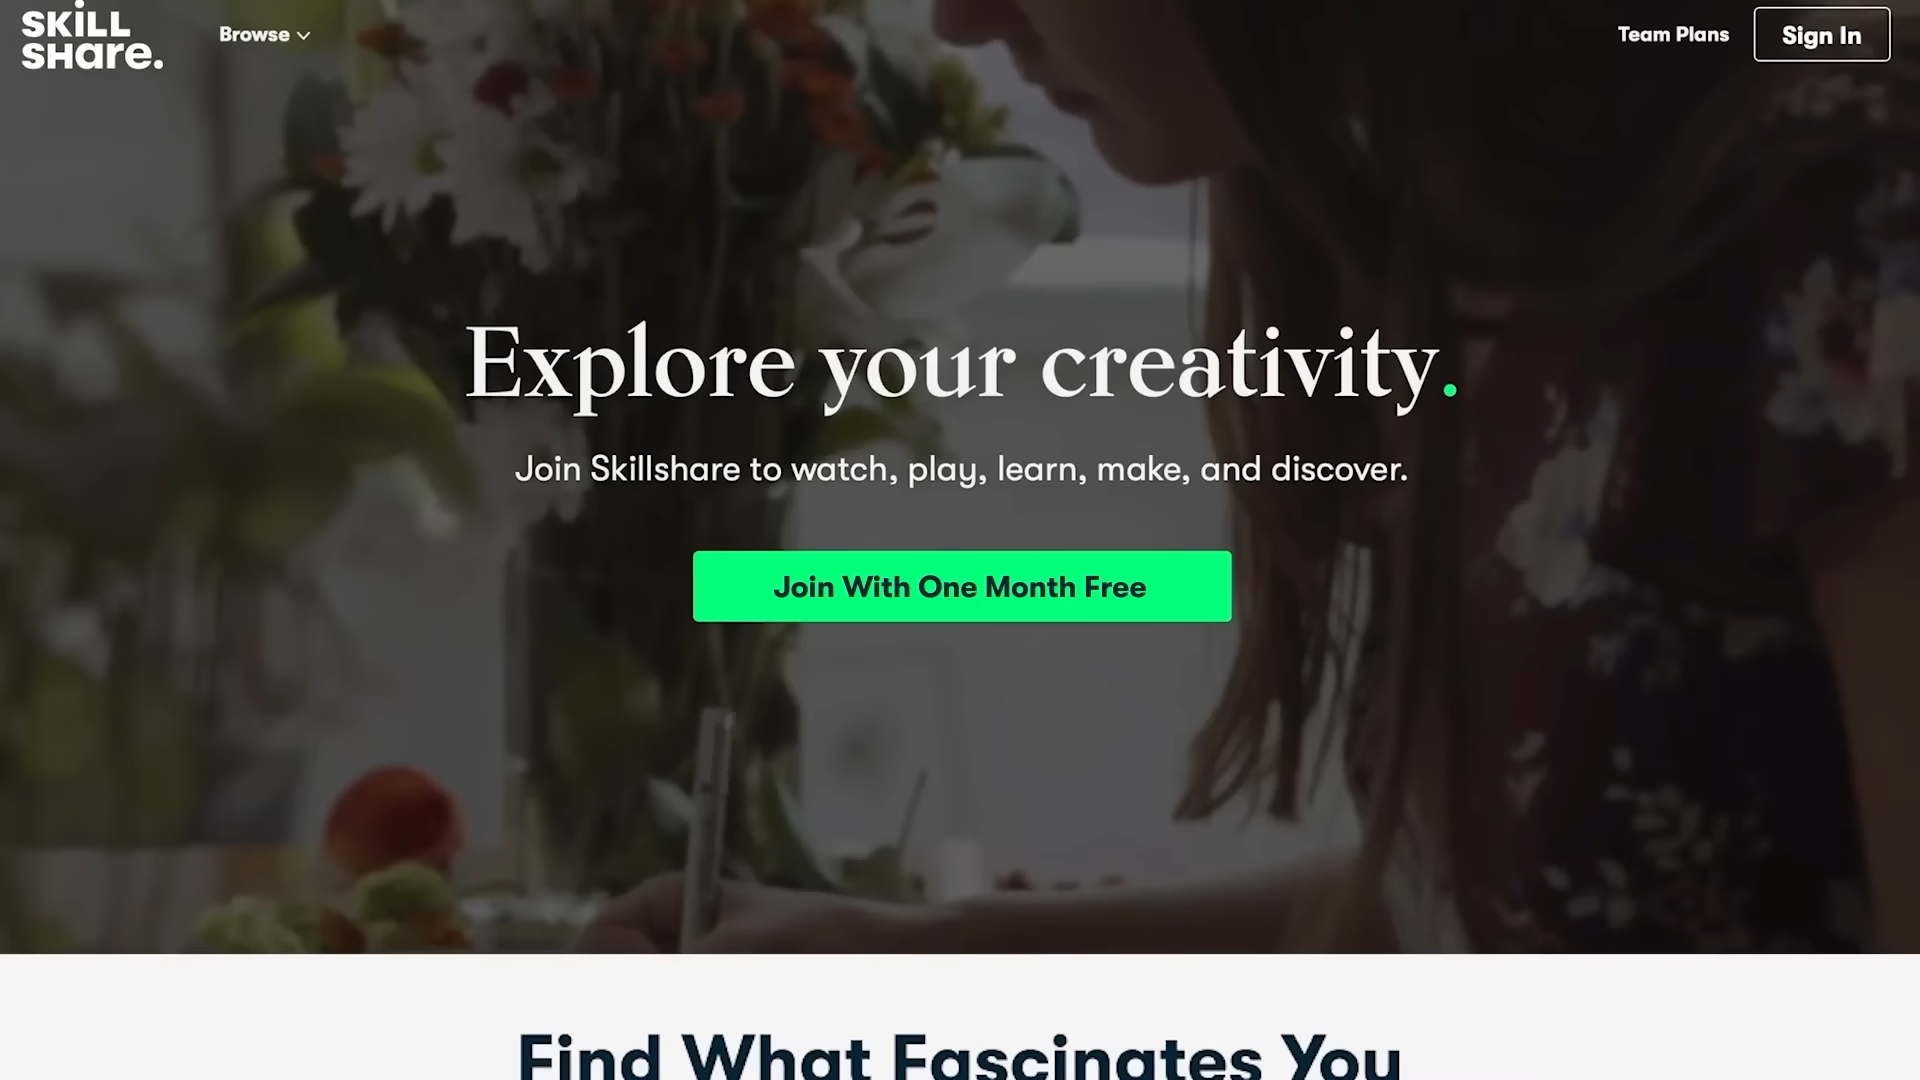 SKILL
SHare.
Browse
Team Plans
Sign In
Explore your creativity.
Join Skillshare to watch, play, learn, make, and discover.
Join With One Month Free
Find What Fascinates You